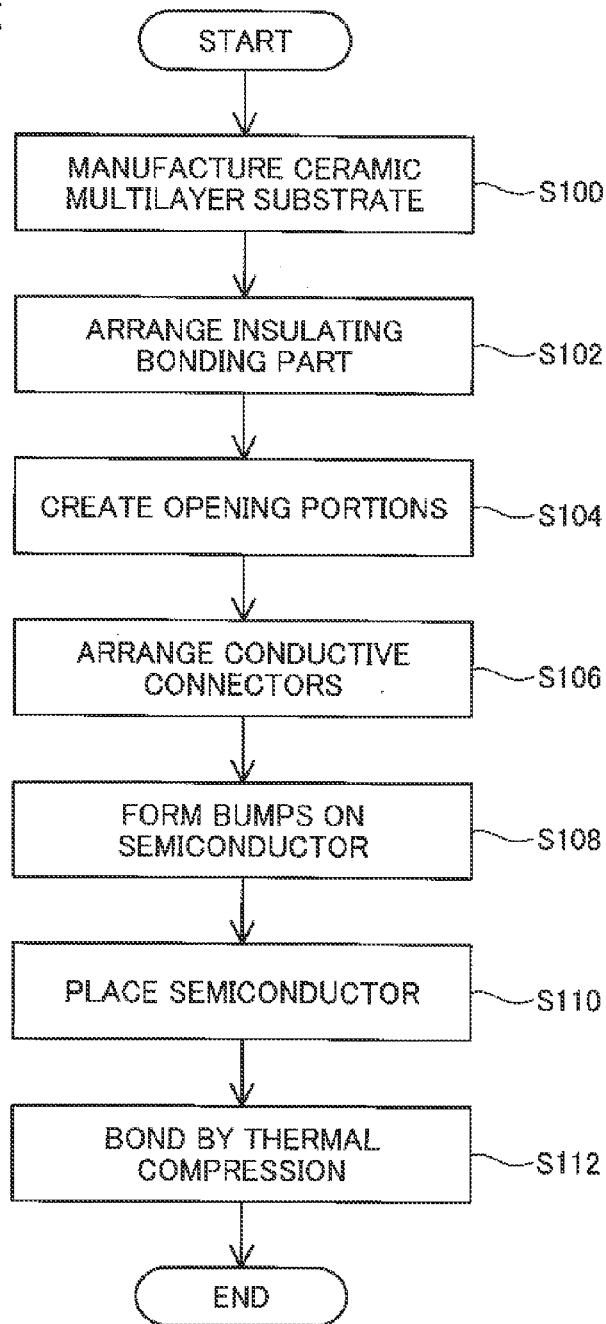 START
MANUFACTURE CERAMIC
MULTILAYER SUBSTRATE
S100
ARRANGE INSULATING
BONDING PART
S102
CREATE OPENING PORTIONS
S104
ARRANGE CONDUCTIVE
CONNECTORS
S106
FORM BUMPS ON
SEMICONDUCTOR
S108
PLACE SEMICONDUCTOR
S110
BOND BY THERMAL
COMPRESSION
S112
END